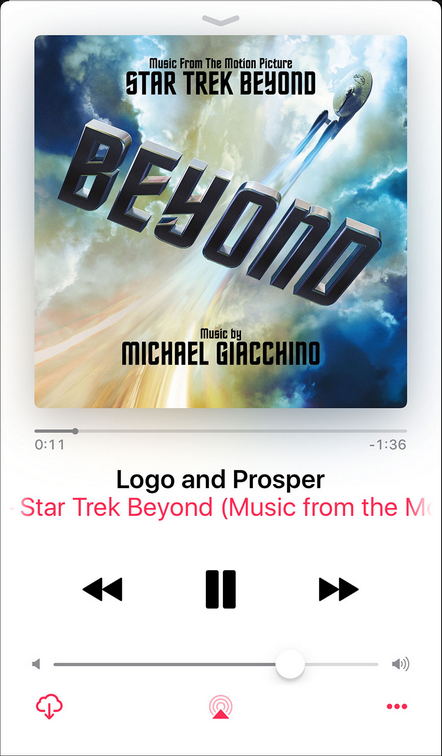 Music From The Motion Picture
STAR TREK BEYOND
BEYOND
Music by
MICHAEL GIACCHINO
0:11
-1:36
Logo and Prosper
Star Trek Beyond (Music from the M